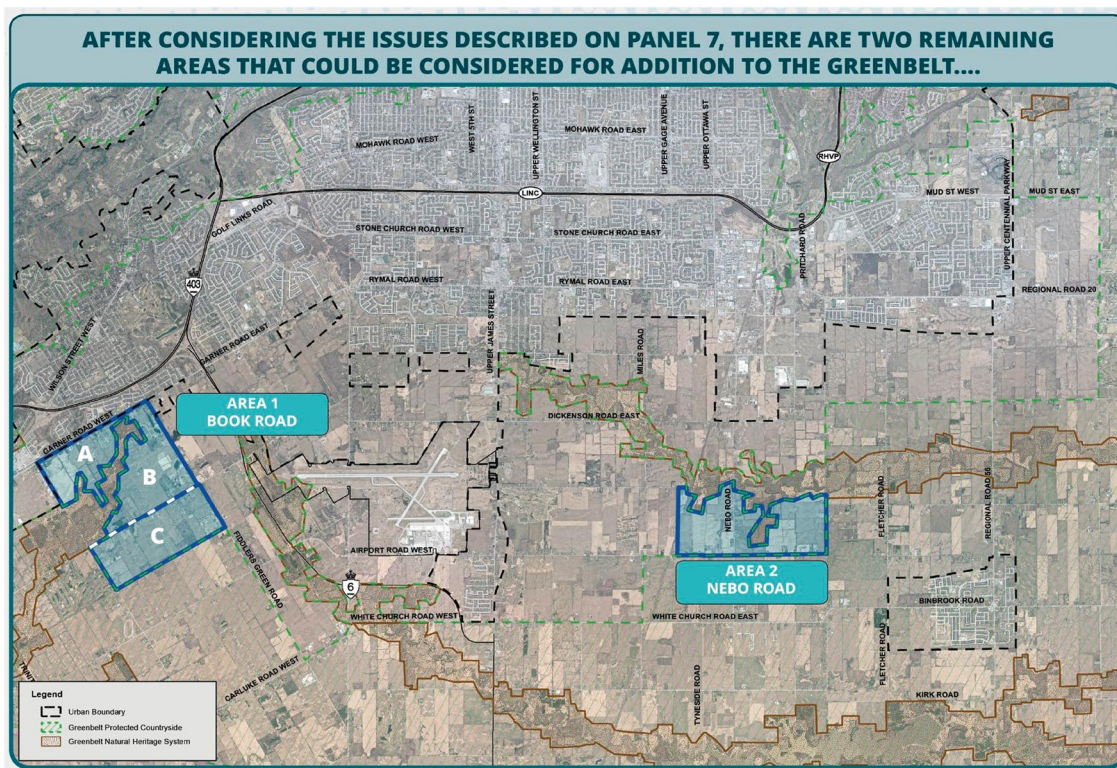 AFTER CONSIDERING THE ISSUES DESCRIBED ON PANEL 7, THERE ARE TWO REMAINING
AREAS THAT COULD BE CONSIDERED FOR ADDITION TO THE GREENBELT....
MOHAWK ROAD WEST
WEST 5TH ST
UPPER WELLINGTON ST
MOHAWK ROAD EAST
UPPER GAGE AVENUE
UPPER OTTAWA ST
RHVP
LINC
GOLF LINKS ROAD
MUD ST WEST
MUD ST EAST
UPPER CENTENNIAL PARKWAY
STONE CHURCH ROAD WEST
STONE CHURCH ROAD EAST
PRITCHARD ROAD
403
RYMAL ROAD WEST
RYMAL ROAD EAST
REGIONAL ROAD 20
WILSON STREET WEST
GARNER ROAD EAST
UPPER JAMES STREET
MILES ROAD
AREA 1
BOOK ROAD
GARNER ROAD WEST
DICKENSON ROAD EAST
A
B
C
NEBO ROAD
FLETCHER ROAD
REGIONAL ROAD 56
FIDDLERS GREEN ROAD
AIRPORT ROAD WEST
AREA 2
NEBO ROAD
6
WHITE CHURCH ROAD WEST
WHITE CHURCH ROAD EAST
BINBROOK ROAD
FLETCHER ROAD
CARLUKE ROAD WEST
TRINIT
TYNESIDE ROAD
KIRK ROAD
Legend
Urban Boundary
Greenbelt Protected Countryside
Greenbelt Natural Heritage System